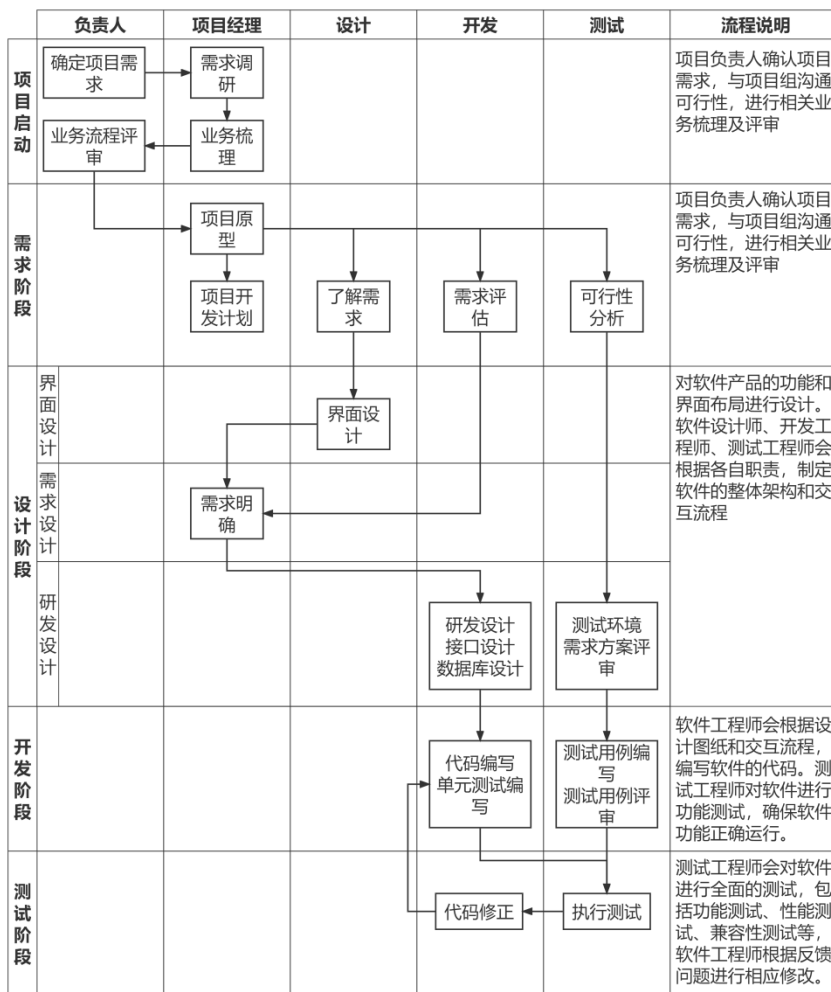 负责人
项目经理
设计
开发
测试
流程说明
项目启动
确定项目需
求
需求调
研
业务流程评
审
业务梳
理
项目负责人确认项目
需求，与项目组沟通
可行性，进行相关业
务梳理及评审
需求阶段
项目原
型
项目开
发计划
了解需
求
需求评
估
可行性
分析
项目负责人确认项目
需求，与项目组沟通
可行性，进行相关业
务梳理及评审
设计阶段
界面设计
界面设
计
对软件产品的功能和
界面布局进行设计。
软件设计师、开发工
程师、测试工程师会
根据各自职责，制定
软件的整体架构和交
互流程
需求设计
需求明
确
研发设计
研发设计
接口设计
数据库设计
测试环境
需求方案评
审
开发阶段
代码编写
单元测试编
写
测试用例编
写
测试用例评
审
软件工程师会根据设
计图纸和交互流程，
编写软件的代码。测
试工程师对软件进行
功能测试，确保软件
功能正确运行。
测试阶段
代码修正
执行测试
测试工程师会对软件
进行全面的测试，包
括功能测试、性能测
试、兼容性测试等，
软件工程师根据反馈
问题进行相应修改。